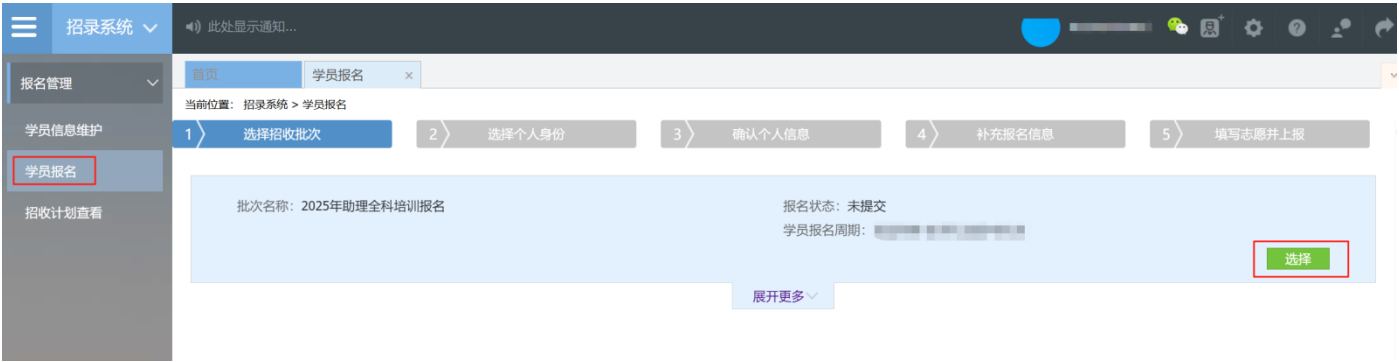 招录系统
此处显示通知...
报名管理
首页
学员报名 ×
当前位置： 招录系统 > 学员报名
学员信息维护
1 选择招收批次
2 选择个人身份
3 确认个人信息
4 补充报名信息
5 填写志愿并上报
学员报名
招收计划查看
批次名称：2025年助理全科培训报名
报名状态：未提交
学员报名周期：
选择
展开更多